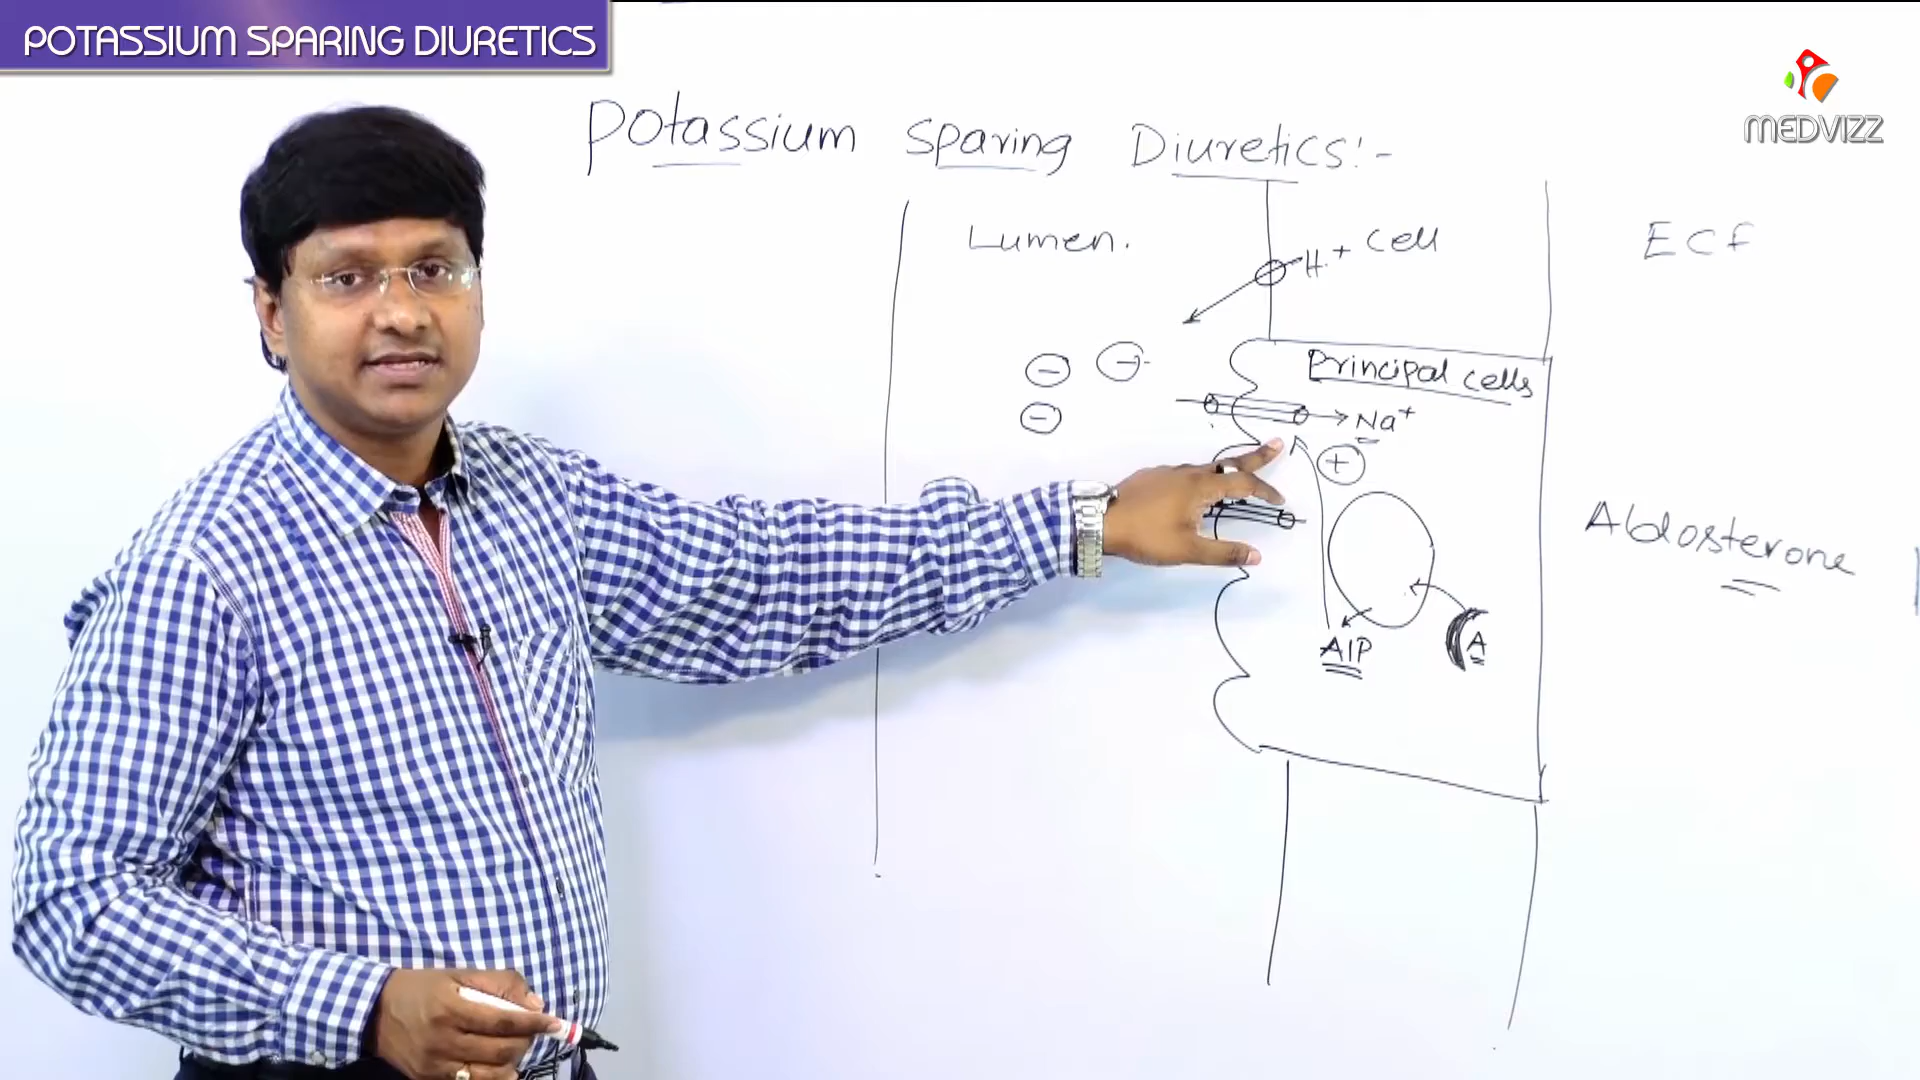 POTASSIUM SPARING DIURETICS
MEDVIZZ
Potassium Sparing Diuretics:-
Lumen.
H+ Cell
ECF
Principal cells
Na+
+
Aldosterone
AIP
A